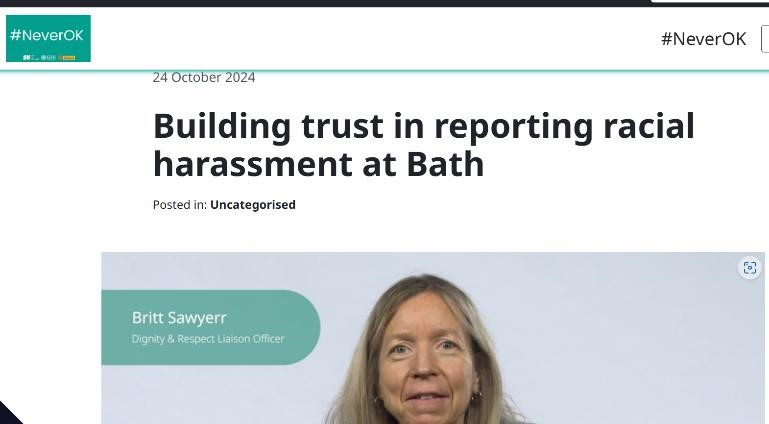 #NeverOK
#NeverOK
24 October 2024
Building trust in reporting racial
harassment at Bath
Posted in: Uncategorised
Britt Sawyerr
Dignity & Respect Liaison Officer